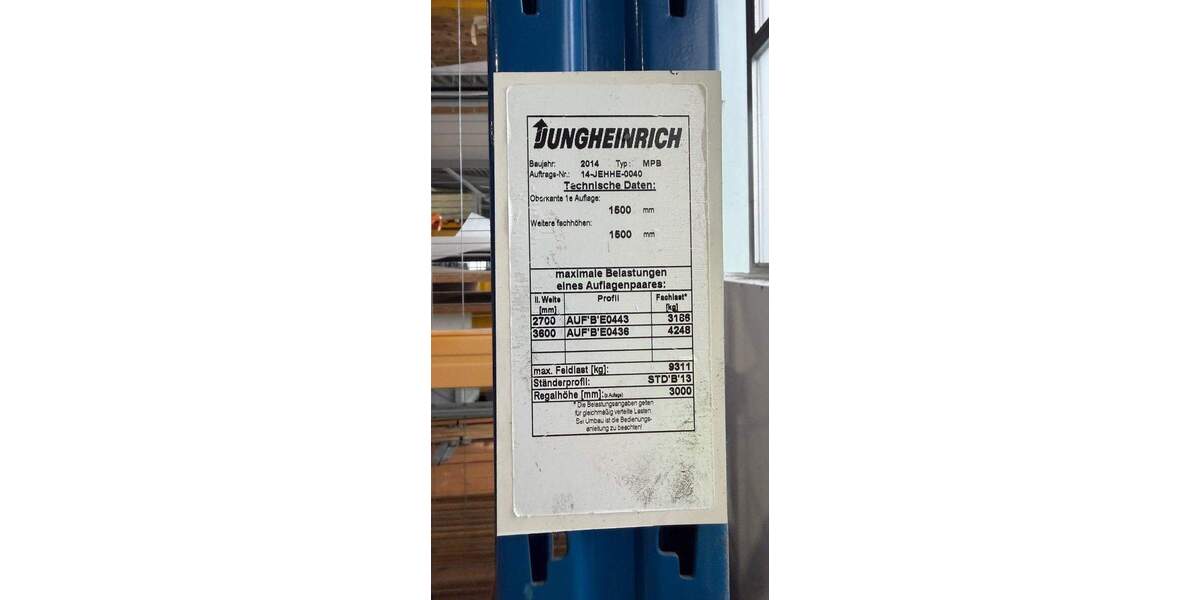 JUNGHEINRICH
Baujahr: 2014 Typ: MPB
Auftrags-Nr.: 14-JEHHE-0040
Technische Daten:
Oberkante 1e Auflage:
1500 mm
Weitere fachhöhen:
1500 mm
maximale Belastungen
eines Auflagenpaares:
li. Weite [mm] Profil Fachlast* [kg]
2700 AUF'B'E0443 3186
3600 AUF'B'E0436 4248
max. Feldlast [kg]: 9311
Ständerprofil: STD'B'13
Regalhöhe [mm]: (o.Auflage) 3000
* Die Belastungsangaben gelten
für gleichmäßig verteilte Lasten.
Bei Umbau ist die Bedienungs-
anleitung zu beachten!